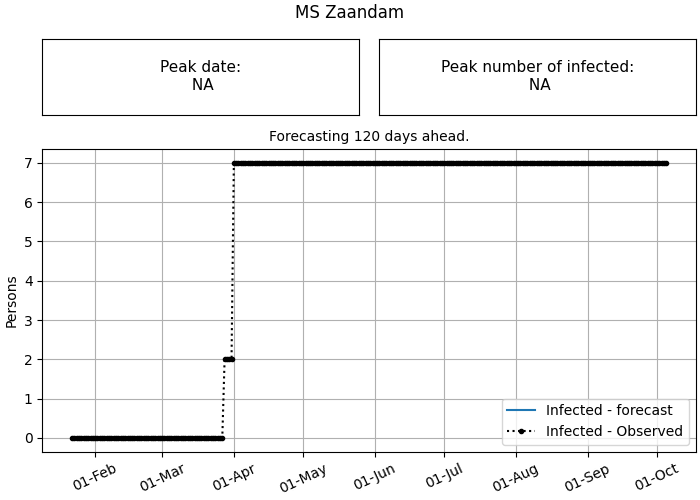 MS Zaandam
Peak date:
NA
Peak number of infected:
NA
Forecasting 120 days ahead.
Persons
7
6
5
4
3
2
1
0
Infected - forecast
Infected - Observed
01-Feb
01-Mar
01-Apr
01-May
01-Jun
01-Jul
01-Aug
01-Sep
01-Oct